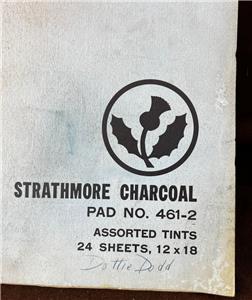 STRATHMORE CHARCOAL
PAD NO. 461-2
ASSORTED TINTS
24 SHEETS, 12 x 18
Dottie Dodd